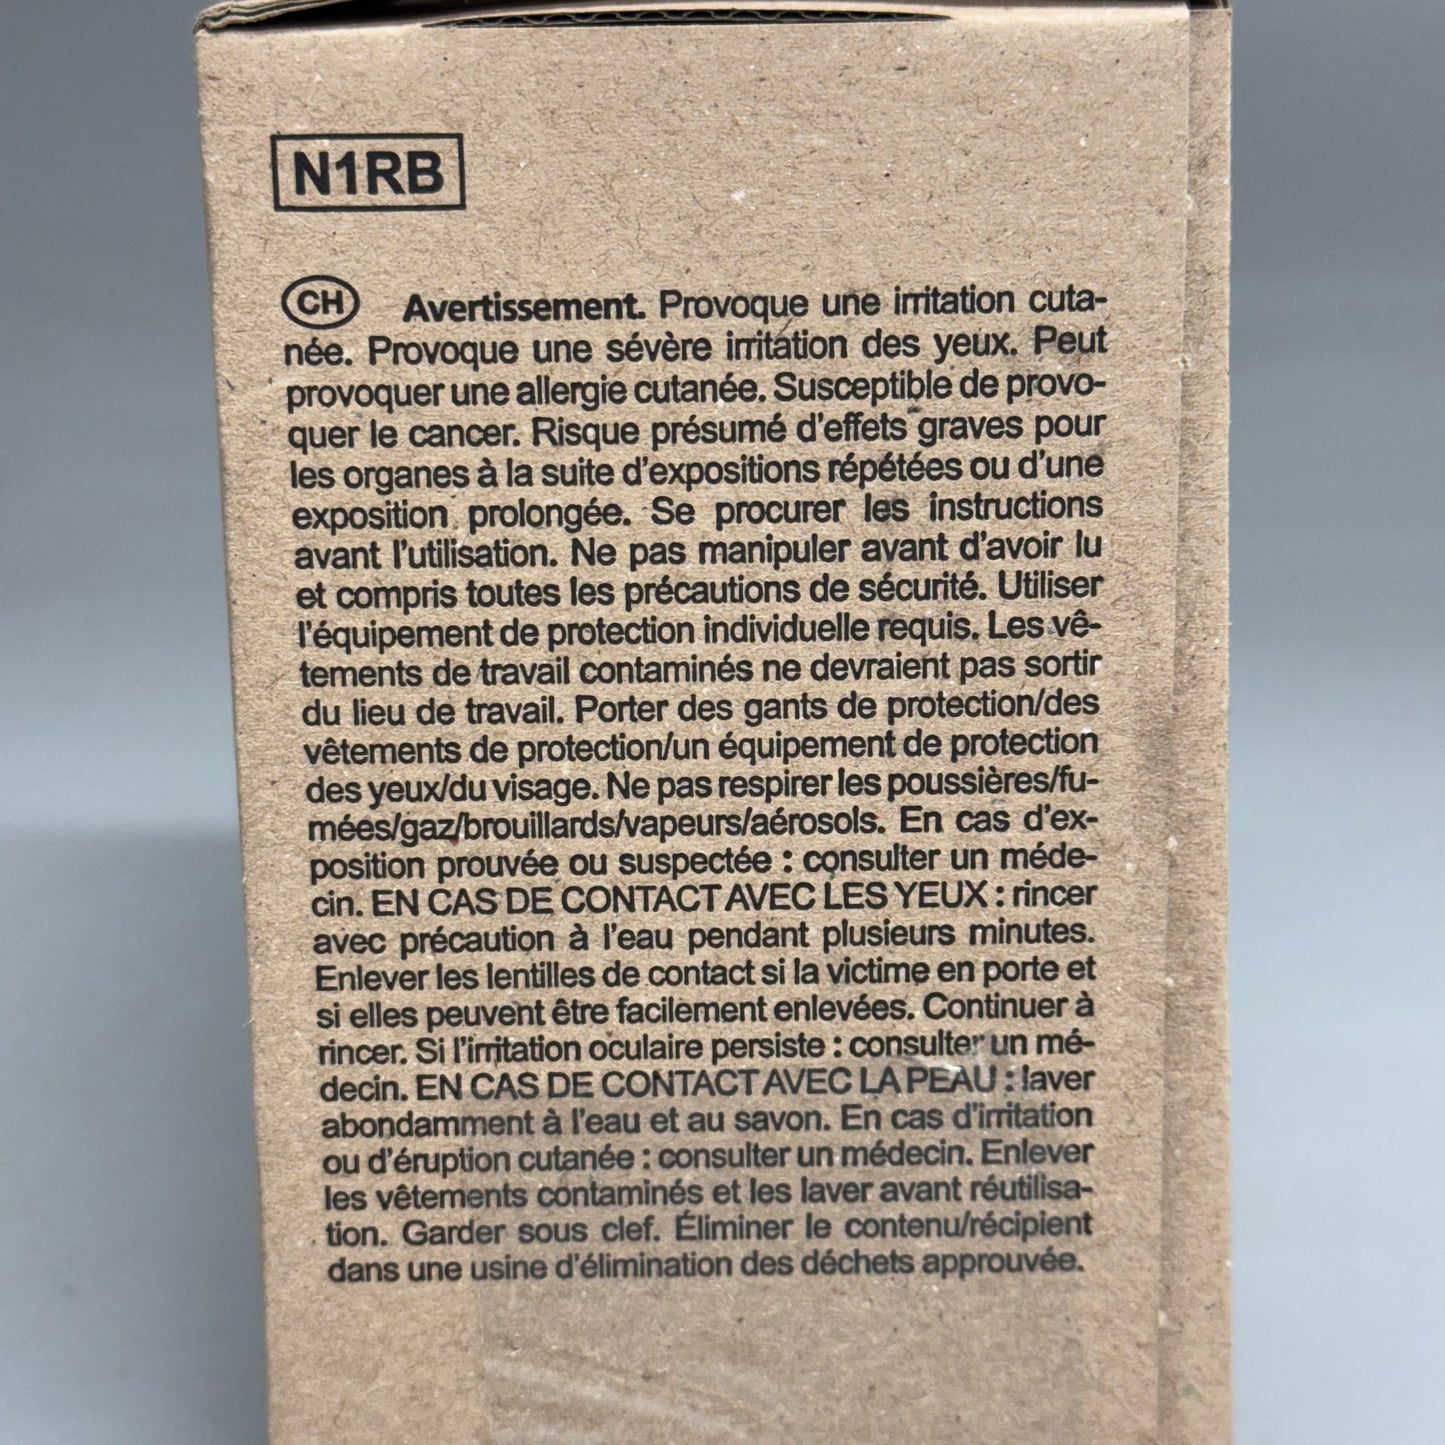 N1RB
CH Avertissement. Provoque une irritation cuta-
née. Provoque une sévère irritation des yeux. Peut
provoquer une allergie cutanée. Susceptible de provo-
quer le cancer. Risque présumé d'effets graves pour
les organes à la suite d'expositions répétées ou d'une
exposition prolongée. Se procurer les instructions
avant l'utilisation. Ne pas manipuler avant d'avoir lu
et compris toutes les précautions de sécurité. Utiliser
l'équipement de protection individuelle requis. Les vê-
tements de travail contaminés ne devraient pas sortir
du lieu de travail. Porter des gants de protection/des
vêtements de protection/un équipement de protection
des yeux/du visage. Ne pas respirer les poussières/fu-
mées/gaz/brouillards/vapeurs/aérosols. En cas d'ex-
position prouvée ou suspectée : consulter un méde-
cin. EN CAS DE CONTACT AVEC LES YEUX : rincer
avec précaution à l'eau pendant plusieurs minutes.
Enlever les lentilles de contact si la victime en porte et
si elles peuvent être facilement enlevées. Continuer à
rincer. Si l'irritation oculaire persiste : consulter un mé-
decin. EN CAS DE CONTACT AVEC LA PEAU : laver
abondamment à l'eau et au savon. En cas d'irritation
ou d'éruption cutanée : consulter un médecin. Enlever
les vêtements contaminés et les laver avant réutilisa-
tion. Garder sous clef. Éliminer le contenu/récipient
dans une usine d'élimination des déchets approuvée.